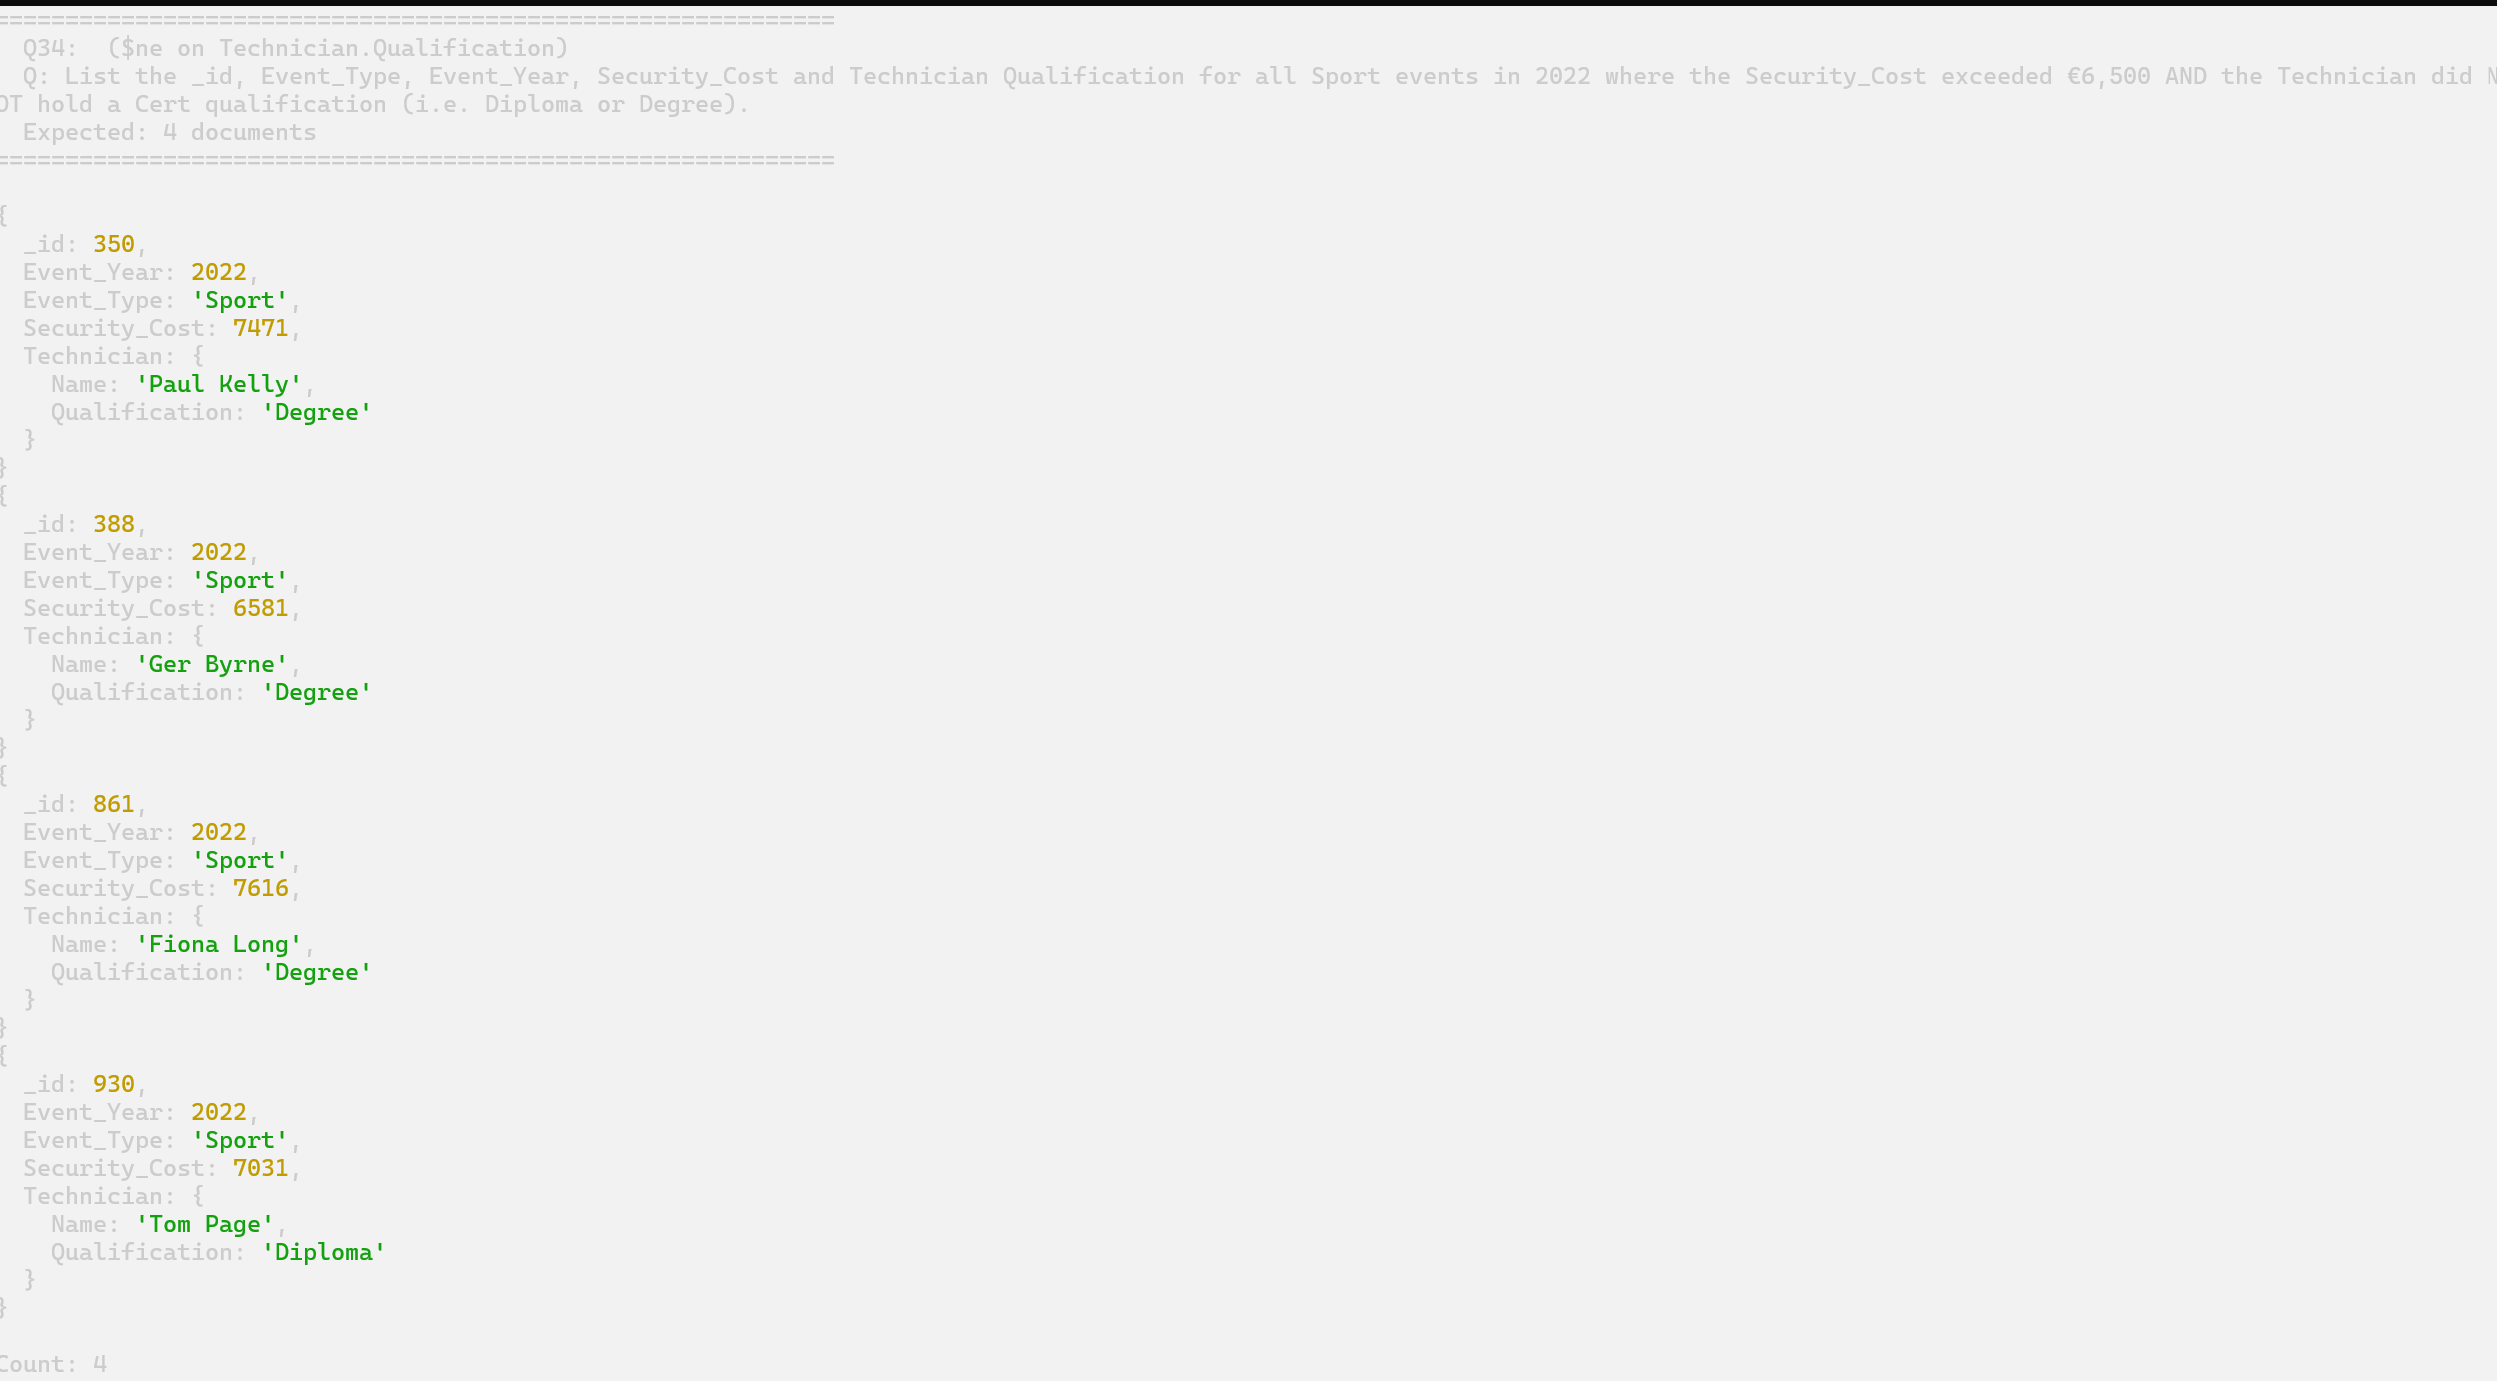 ============================================================
Q34:  ($ne on Technician.Qualification)
Q: List the _id, Event_Type, Event_Year, Security_Cost and Technician Qualification for all Sport events in 2022 where the Security_Cost exceeded €6,500 AND the Technician did N
OT hold a Cert qualification (i.e. Diploma or Degree).
Expected: 4 documents
============================================================
{
_id: 350,
Event_Year: 2022,
Event_Type: 'Sport',
Security_Cost: 7471,
Technician: {
Name: 'Paul Kelly',
Qualification: 'Degree'
}
}
{
_id: 388,
Event_Year: 2022,
Event_Type: 'Sport',
Security_Cost: 6581,
Technician: {
Name: 'Ger Byrne',
Qualification: 'Degree'
}
}
{
_id: 861,
Event_Year: 2022,
Event_Type: 'Sport',
Security_Cost: 7616,
Technician: {
Name: 'Fiona Long',
Qualification: 'Degree'
}
}
{
_id: 930,
Event_Year: 2022,
Event_Type: 'Sport',
Security_Cost: 7031,
Technician: {
Name: 'Tom Page',
Qualification: 'Diploma'
}
}
Count: 4